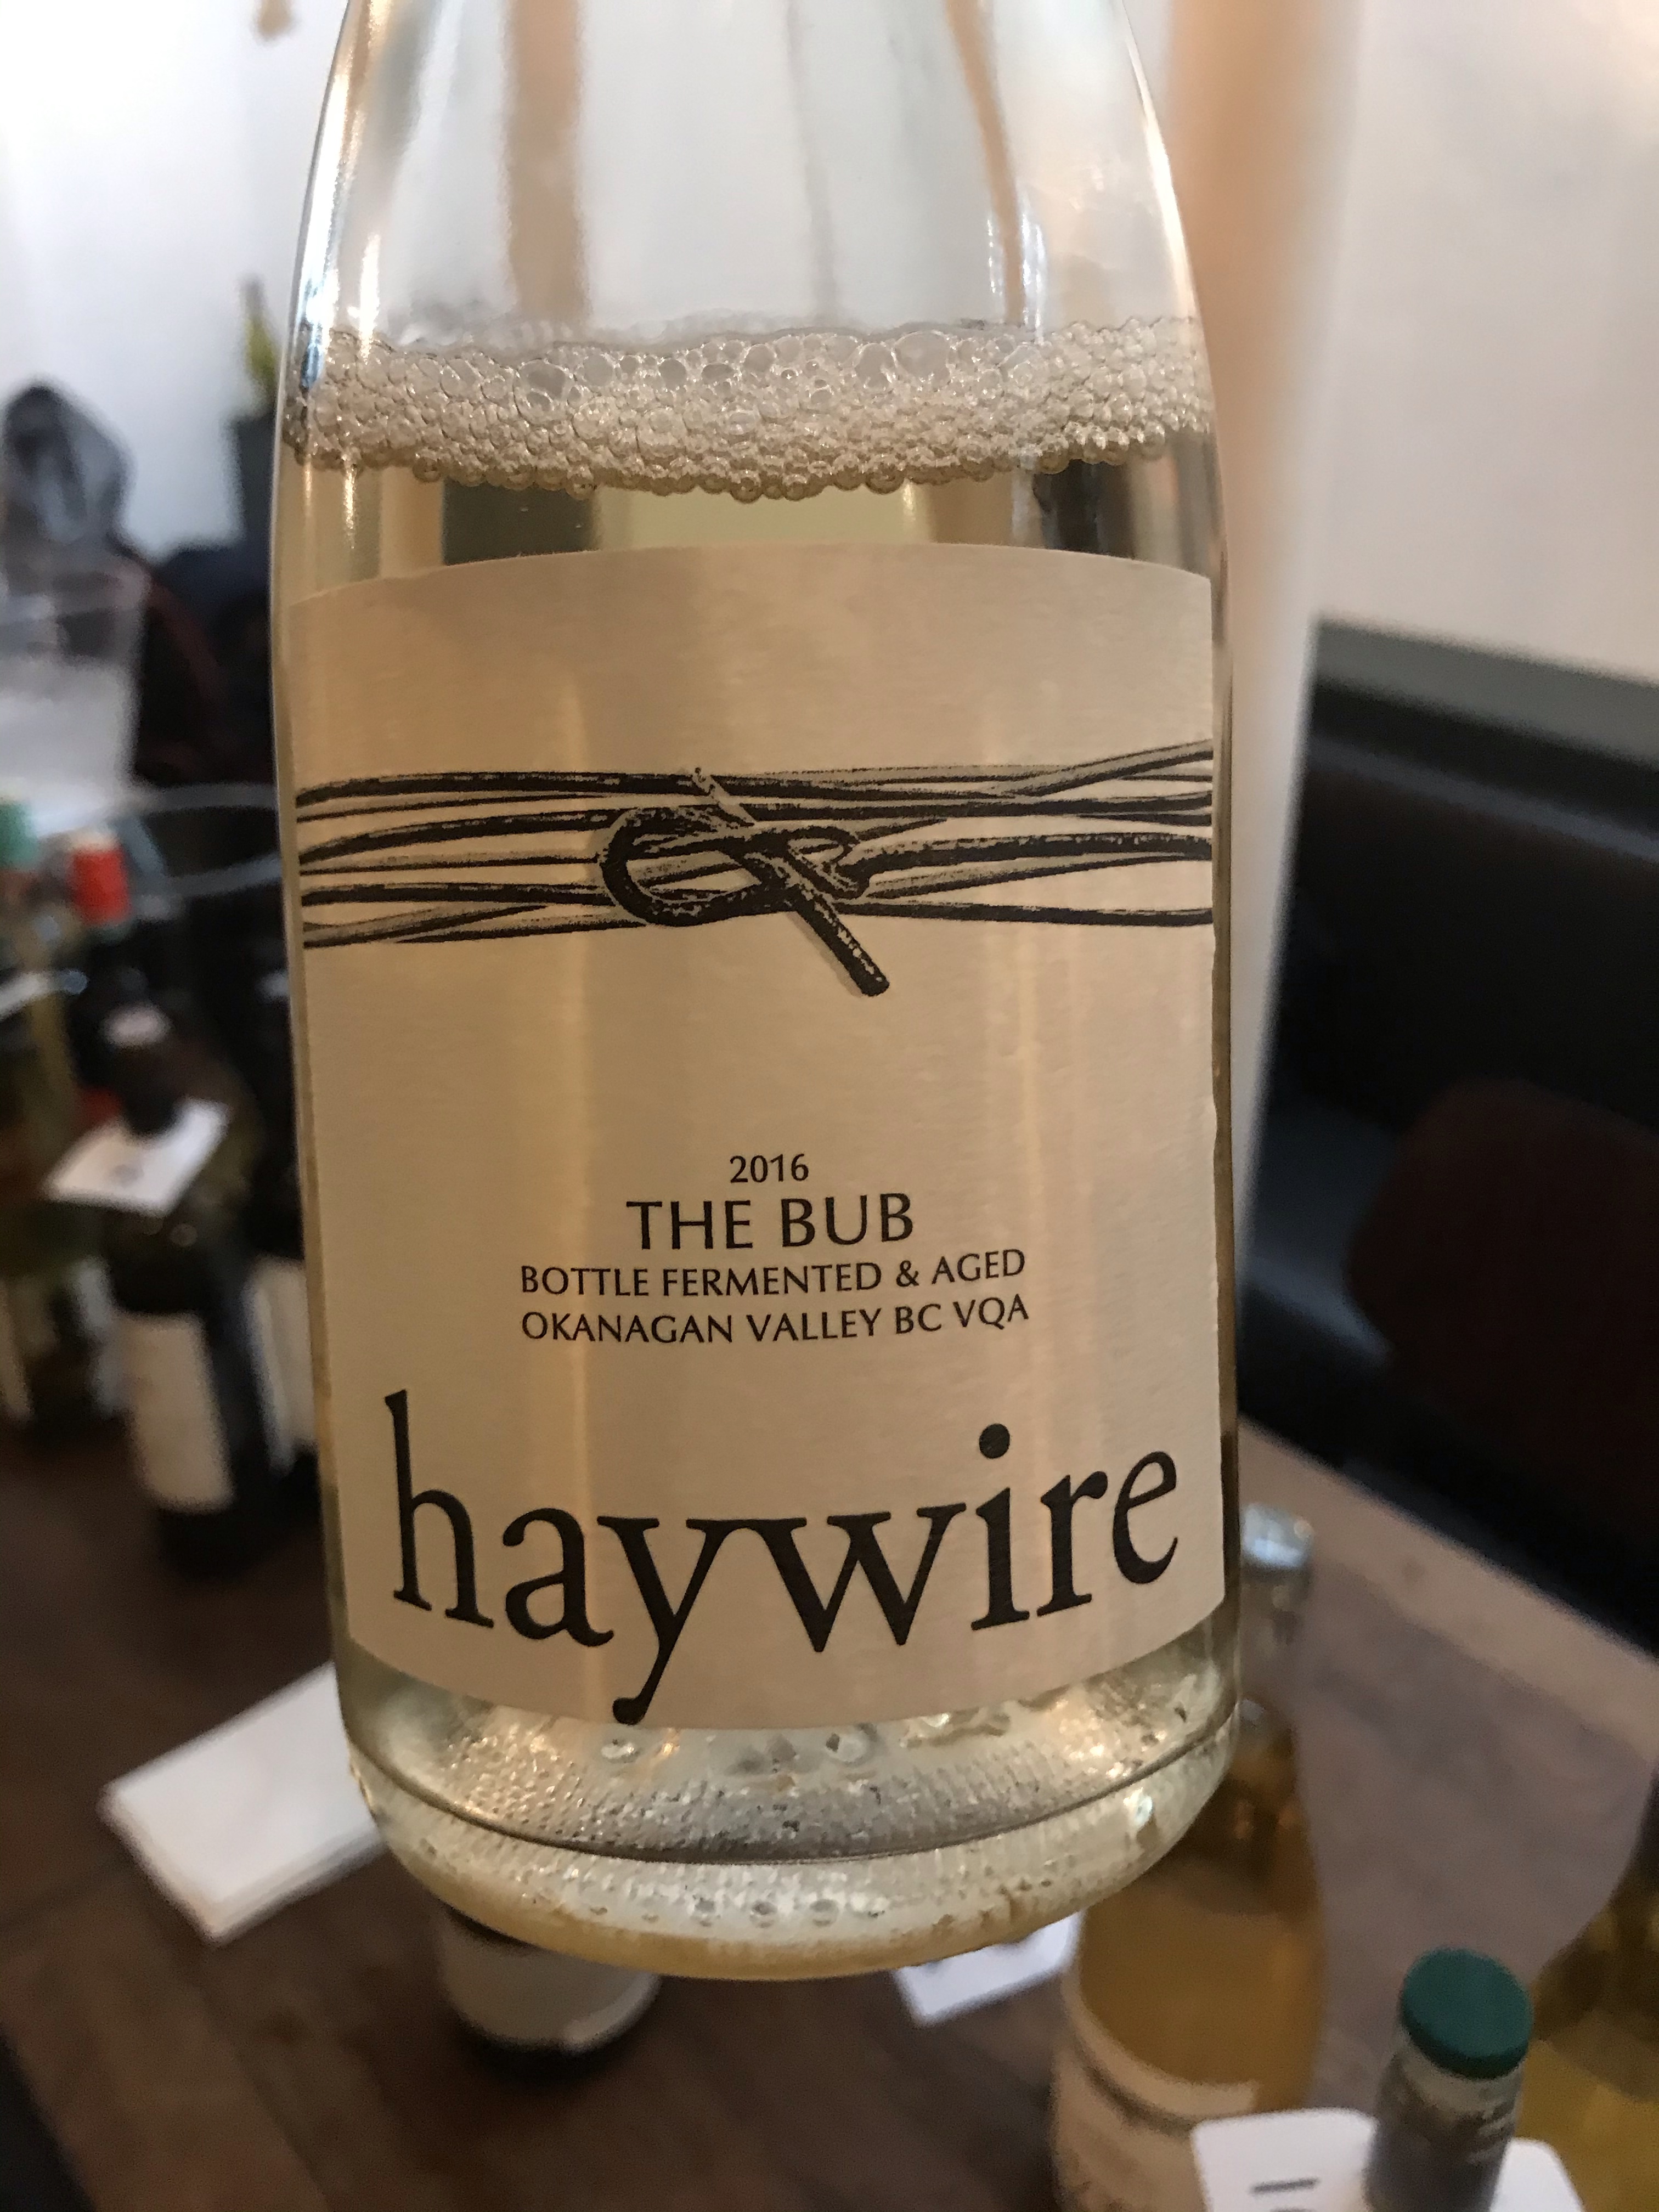 2016
THE BUB
BOTTLE FERMENTED & AGED
OKANAGAN VALLEY BC VQA
haywire